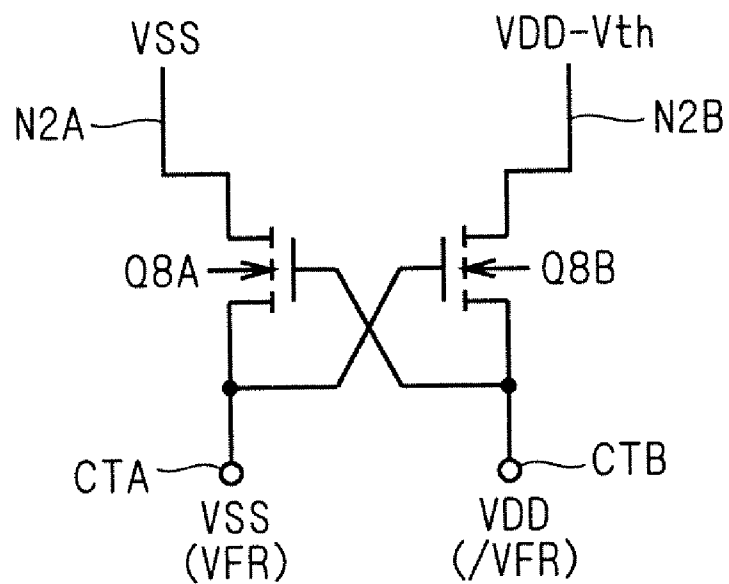 VSS
VDD-Vth
N2A
N2B
Q8A
Q8B
CTA
CTB
VSS
(VFR)
VDD
(/VFR)